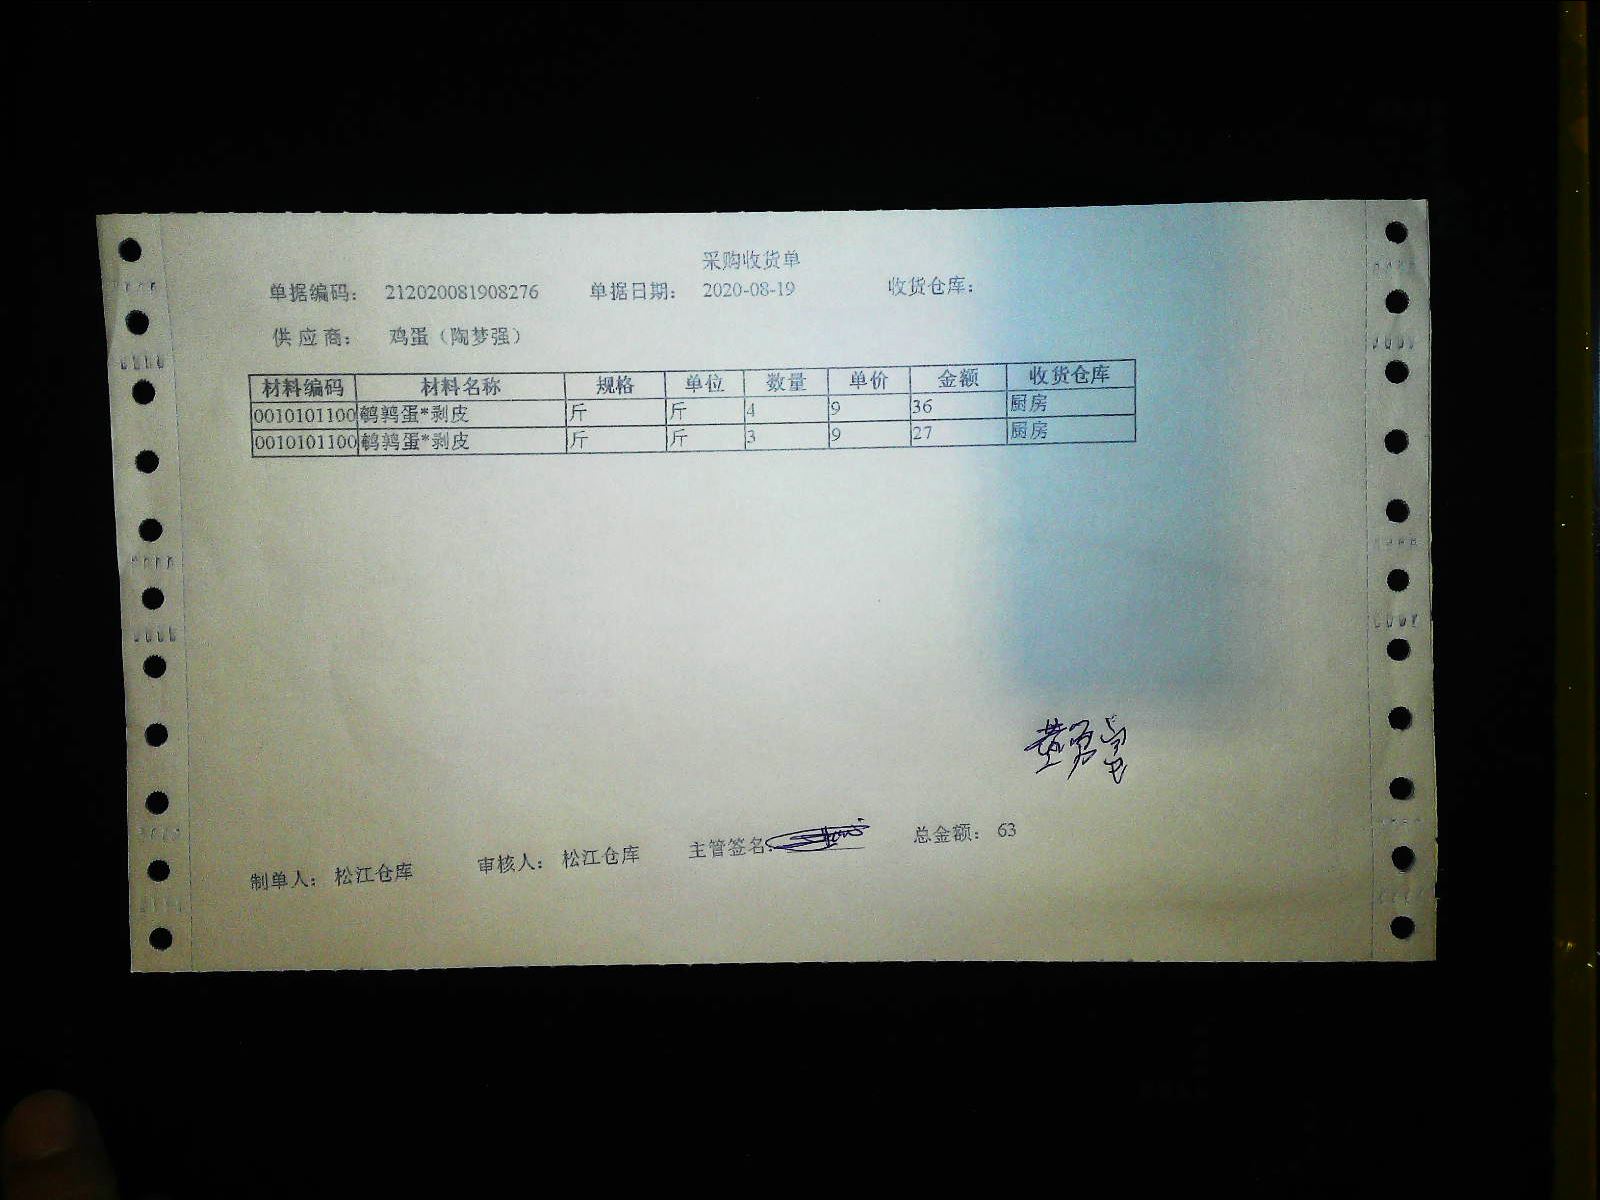 采购收货单
单据编码： 212020081908276 单据日期： 2020-08-19 收货仓库：
供 应 商： 鸡蛋（陶梦强）
材料编码 材料名称 规格 单位 数量 单价 金额 收货仓库
0010101100 鹌鹑蛋*剥皮 斤 斤 4 9 36 厨房
0010101100 鹌鹑蛋*剥皮 斤 斤 3 9 27 厨房
制单人： 松江仓库 审核人： 松江仓库 主管签名： 总金额： 63